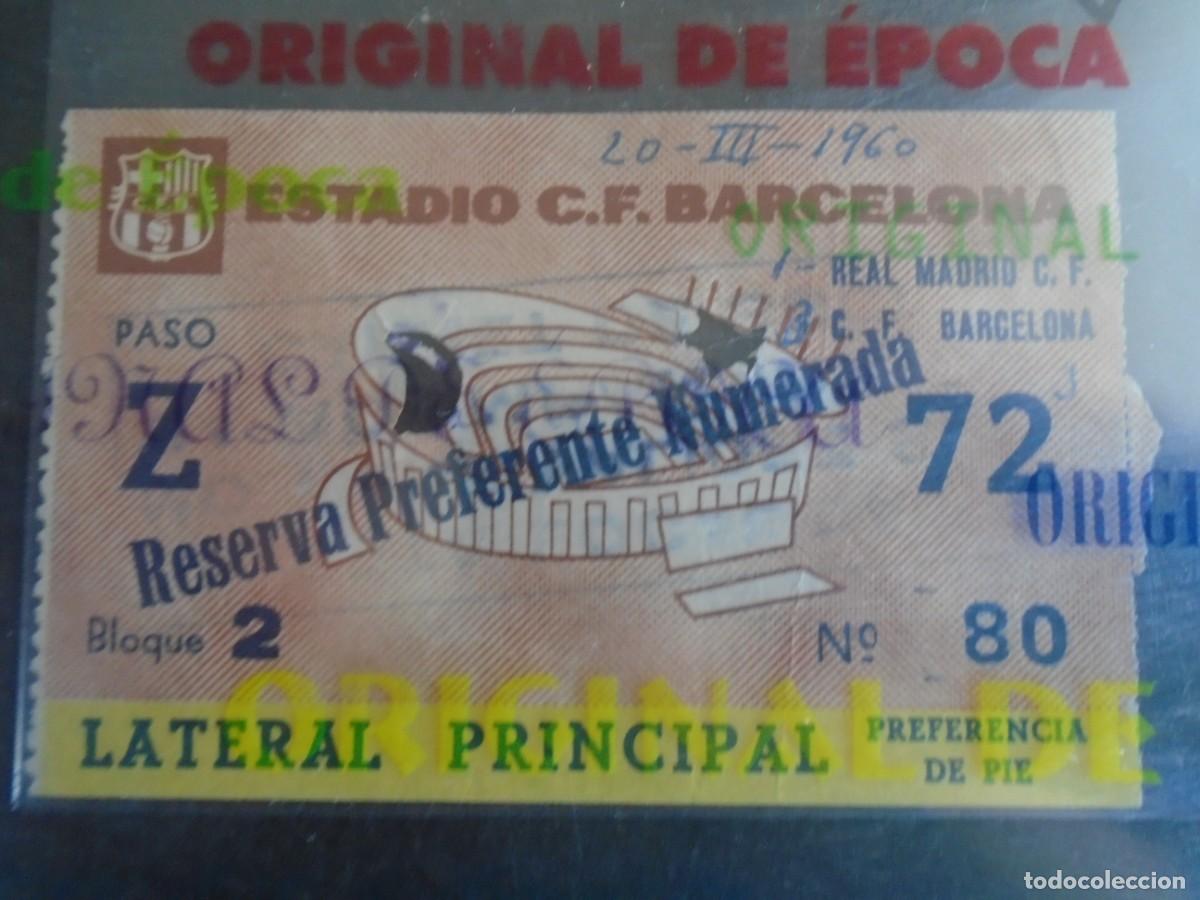 ORIGINAL DE ÉPOCA
20-III-1960
de Época
ESTADIO C.F. BARCELONA
ORIGINAL
1 REAL MADRID C. F.
3 C. F. BARCELONA
PASO
Z
72
Reserva Preferente Numerada
ORIGI
Bloque 2
Nº 80
ORIGINAL DE
LATERAL PRINCIPAL PREFERENCIA
DE PIE
todocoleccion